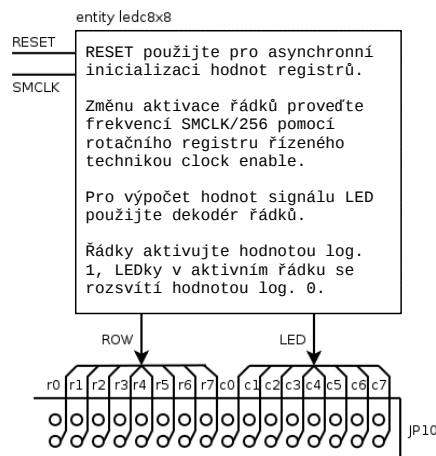 entity ledc8x8
RESET
SMCLK
RESET použijte pro asynchronní
inicializaci hodnot registrů.
Změnu aktivace řádků proveďte
frekvencí SMCLK/256 pomocí
rotačního registru řízeného
technikou clock enable.
Pro výpočet hodnot signálu LED
použijte dekodér řádků.
Řádky aktivujte hodnotou log.
1, LEDky v aktivním řádku se
rozsvítí hodnotou log. 0.
ROW
LED
r0 r1 r2 r3 r4 r5 r6 r7 c0 c1 c2 c3 c4 c5 c6 c7
JP10